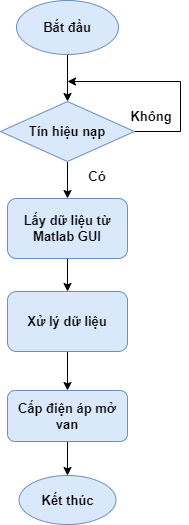 Bắt đầu
Tín hiệu nạp
Không
Có
Lấy dữ liệu từ
Matlab GUI
Xử lý dữ liệu
Cấp điện áp mở
van
Kết thúc